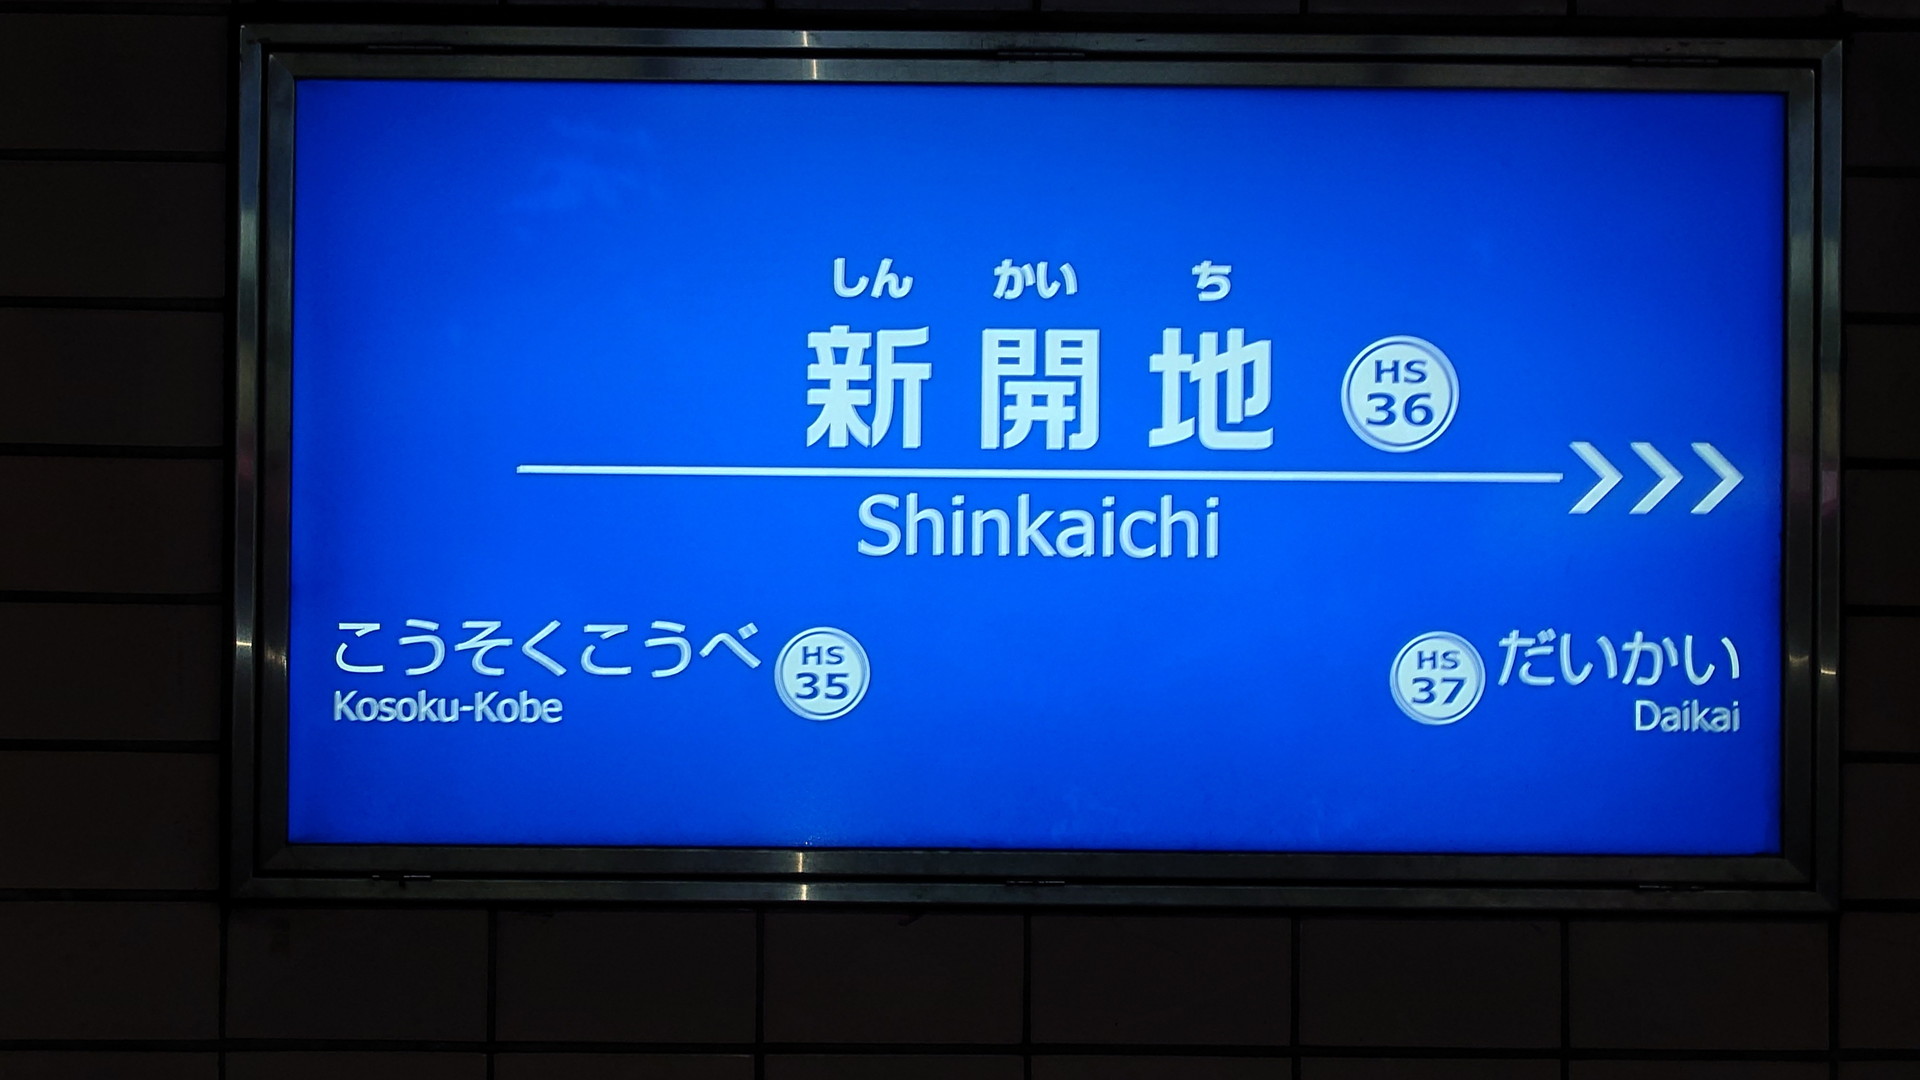 しん かい ち
新開地 HS 36
Shinkaichi
こうそくこうべ HS 35
Kosoku-Kobe
HS 37 だいかい
Daikai